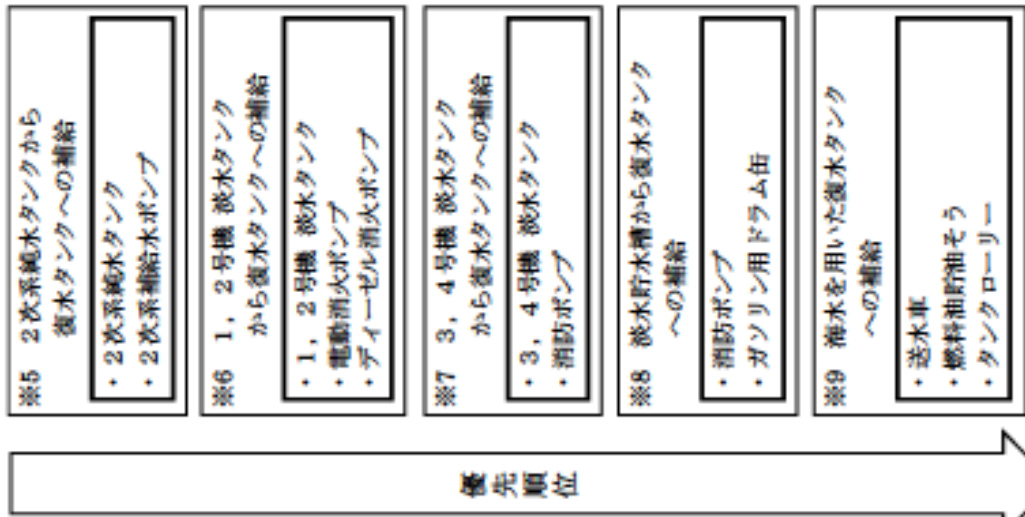 ※5 2次系純水タンクから
復水タンクへの補給
・2次系純水タンク
・2次系補給水ポンプ
※6 1，2号機 淡水タンク
から復水タンクへの補給
・1，2号機 淡水タンク
・電動消火ポンプ
・ディーゼル消火ポンプ
※7 3，4号機 淡水タンク
から復水タンクへの補給
・3，4号機 淡水タンク
・消防ポンプ
※8 淡水貯水槽から復水タンク
への補給
・消防ポンプ
・ガソリン用ドラム缶
※9 海水を用いた復水タンク
への補給
・送水車
・燃料油貯油そう
・タンクローリー
優先順位